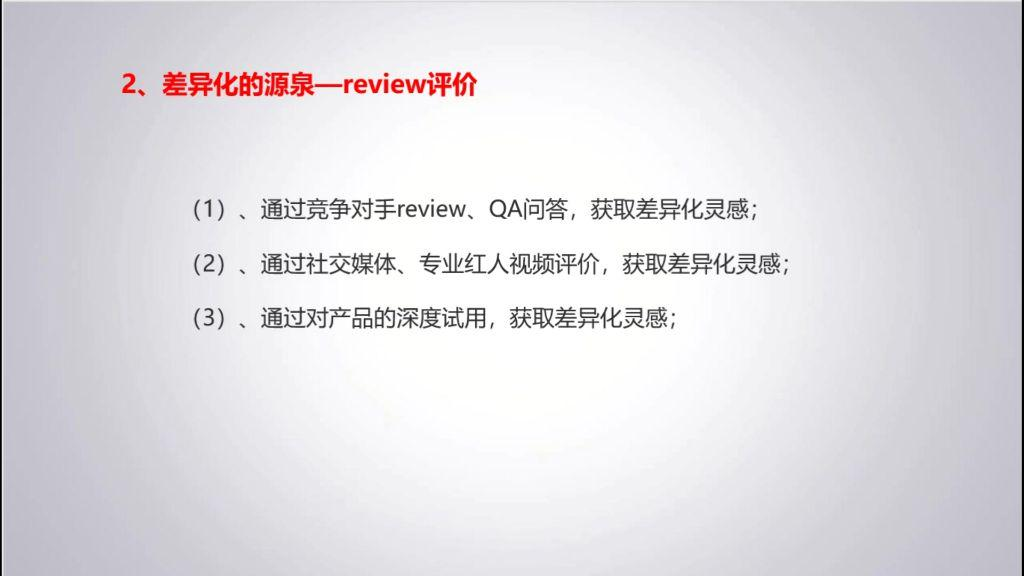 2、差异化的源泉—review评价
（1）、通过竞争对手review、QA问答，获取差异化灵感；
（2）、通过社交媒体、专业红人视频评价，获取差异化灵感；
（3）、通过对产品的深度试用，获取差异化灵感；